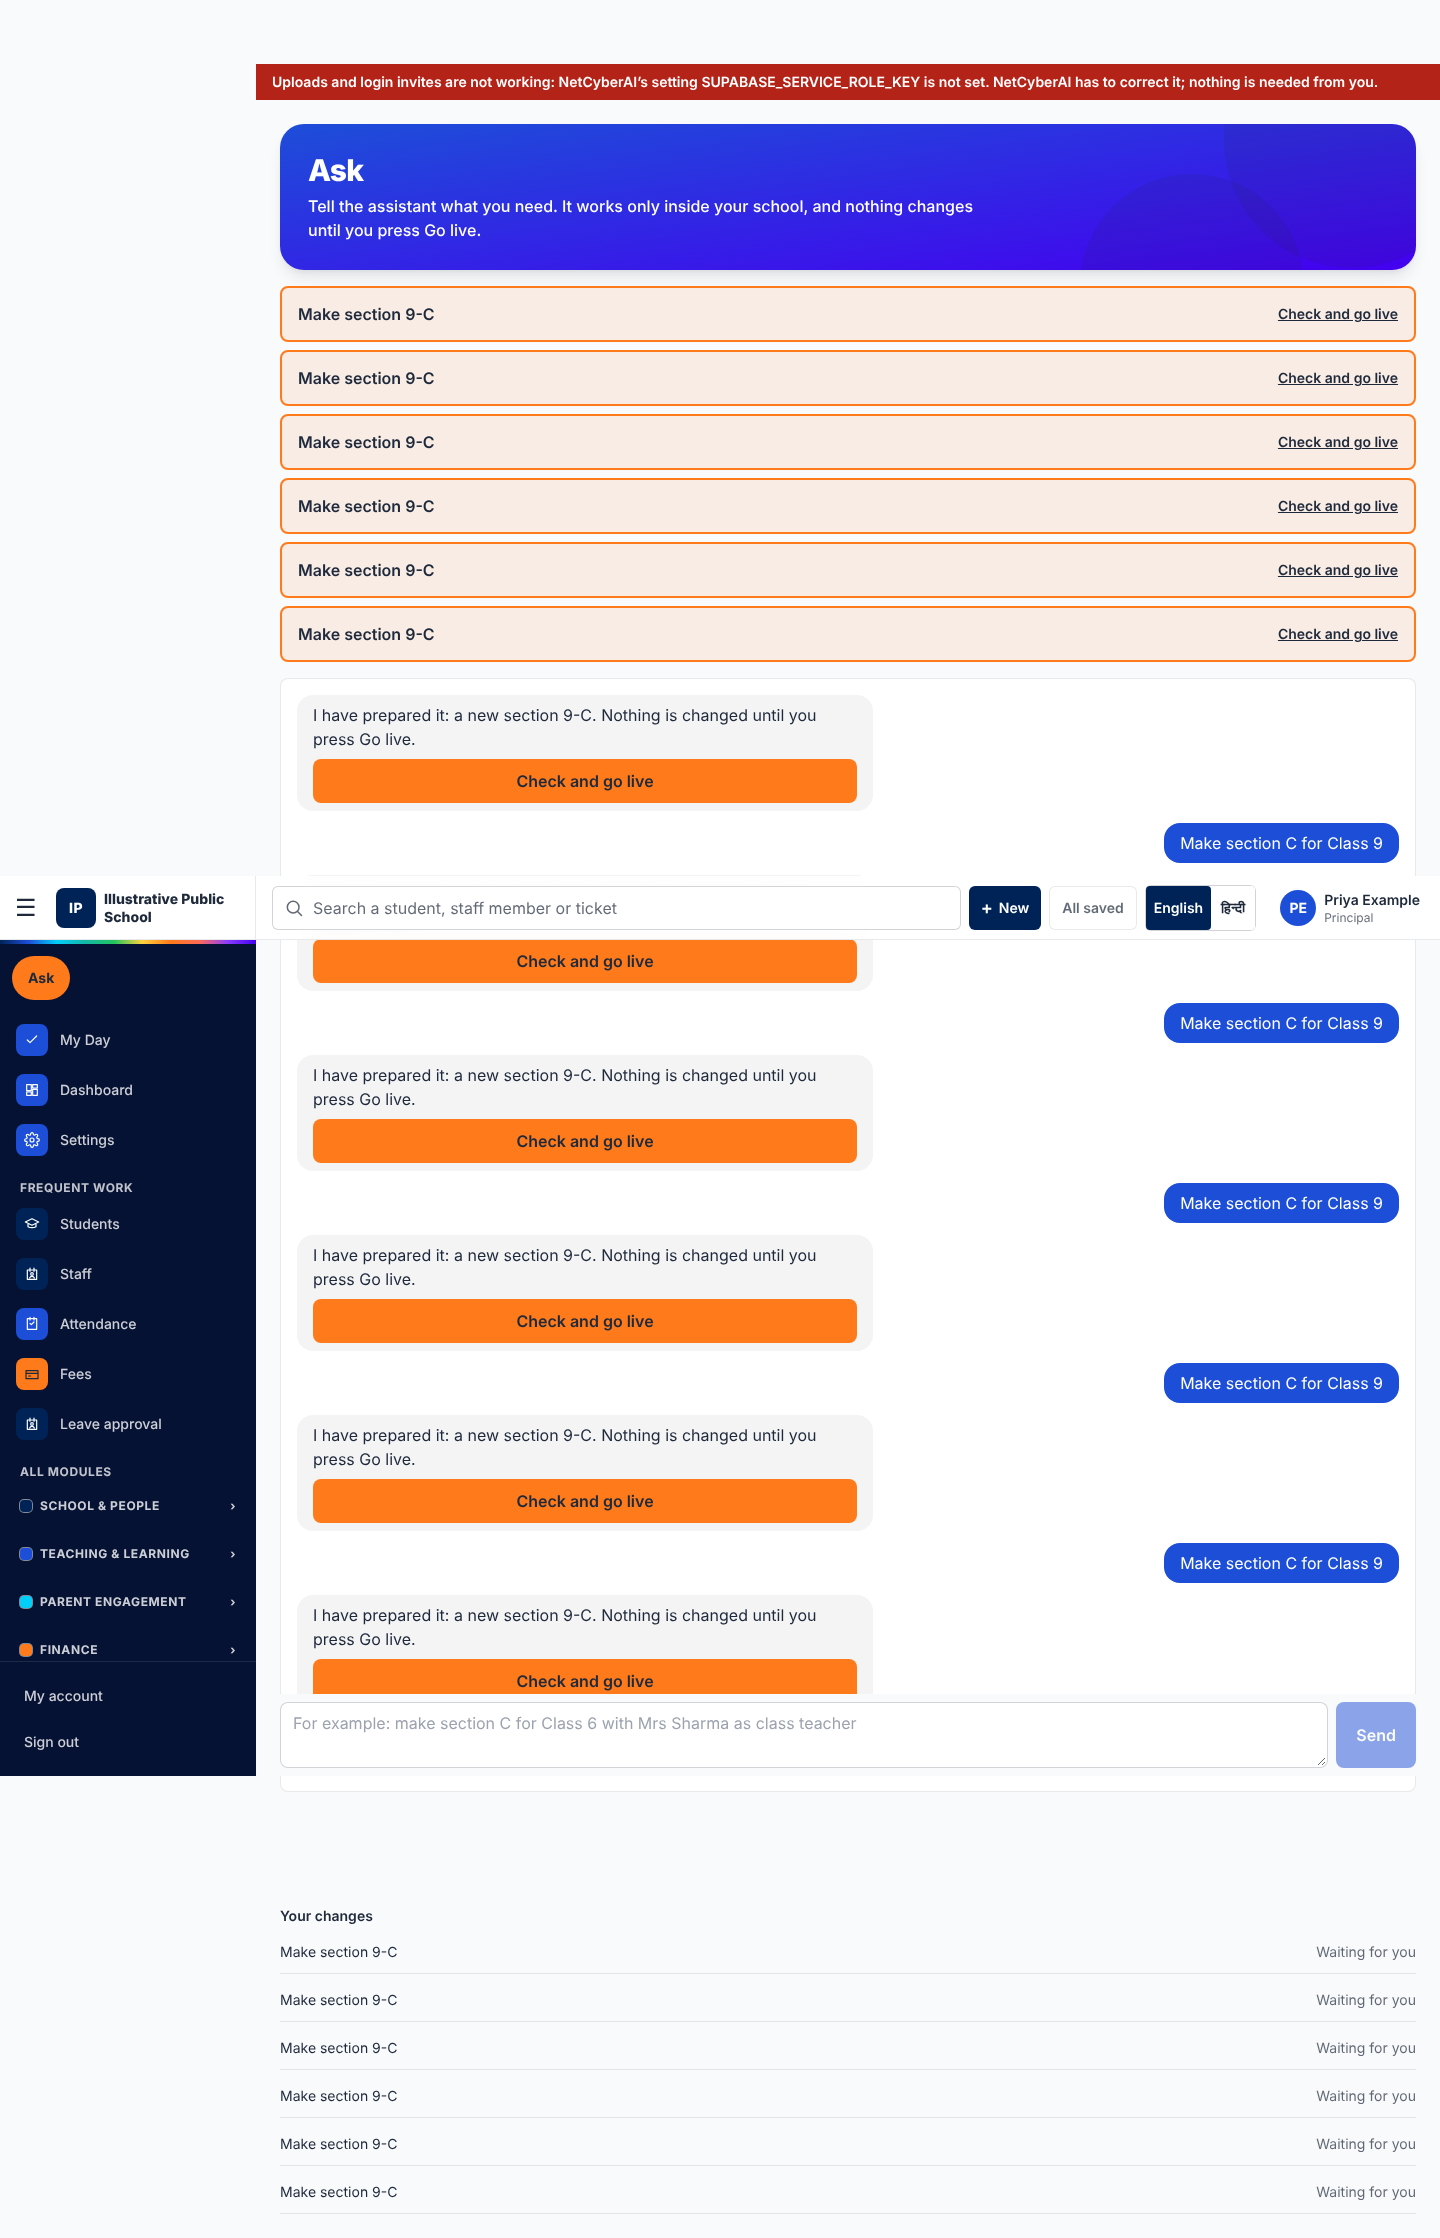 Uploads and login invites are not working: NetCyberAI’s setting SUPABASE_SERVICE_ROLE_KEY is not set. NetCyberAI has to correct it; nothing is needed from you.
Ask
Tell the assistant what you need. It works only inside your school, and nothing changes
until you press Go live.
Make section 9-C
Check and go live
Make section 9-C
Check and go live
Make section 9-C
Check and go live
Make section 9-C
Check and go live
Make section 9-C
Check and go live
Make section 9-C
Check and go live
I have prepared it: a new section 9-C. Nothing is changed until you
press Go live.
Check and go live
Make section C for Class 9
IP
Illustrative Public
School
Search a student, staff member or ticket
+ New
All saved
English
हिन्दी
PE
Priya Example
Principal
Ask
My Day
Dashboard
Settings
FREQUENT WORK
Students
Staff
Attendance
Fees
Leave approval
ALL MODULES
SCHOOL & PEOPLE
TEACHING & LEARNING
PARENT ENGAGEMENT
FINANCE
My account
Sign out
Check and go live
Make section C for Class 9
I have prepared it: a new section 9-C. Nothing is changed until you
press Go live.
Check and go live
Make section C for Class 9
I have prepared it: a new section 9-C. Nothing is changed until you
press Go live.
Check and go live
Make section C for Class 9
I have prepared it: a new section 9-C. Nothing is changed until you
press Go live.
Check and go live
Make section C for Class 9
I have prepared it: a new section 9-C. Nothing is changed until you
press Go live.
Check and go live
For example: make section C for Class 6 with Mrs Sharma as class teacher
Send
Your changes
Make section 9-C
Waiting for you
Make section 9-C
Waiting for you
Make section 9-C
Waiting for you
Make section 9-C
Waiting for you
Make section 9-C
Waiting for you
Make section 9-C
Waiting for you